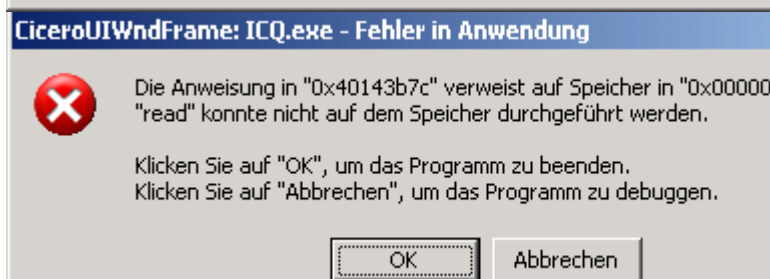 CiceroUIWndFrame: ICQ.exe - Fehler in Anwendung
Die Anweisung in "0x40143b7c" verweist auf Speicher in "0x00000
"read" konnte nicht auf dem Speicher durchgeführt werden.
Klicken Sie auf "OK", um das Programm zu beenden.
Klicken Sie auf "Abbrechen", um das Programm zu debuggen.
OK
Abbrechen